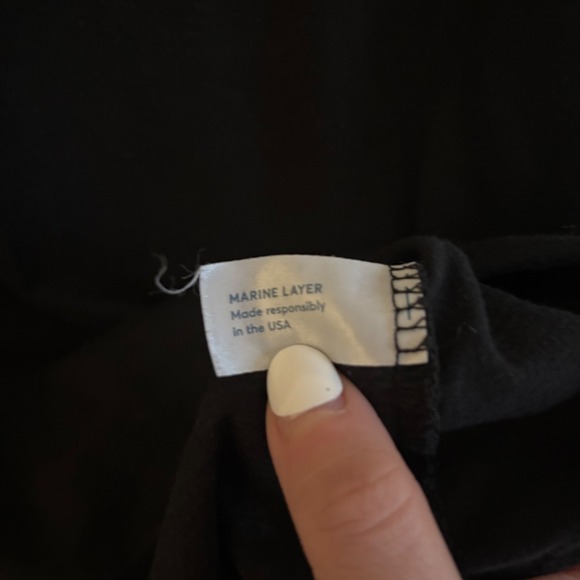 MARINE LAYER
Made responsibly
in the USA